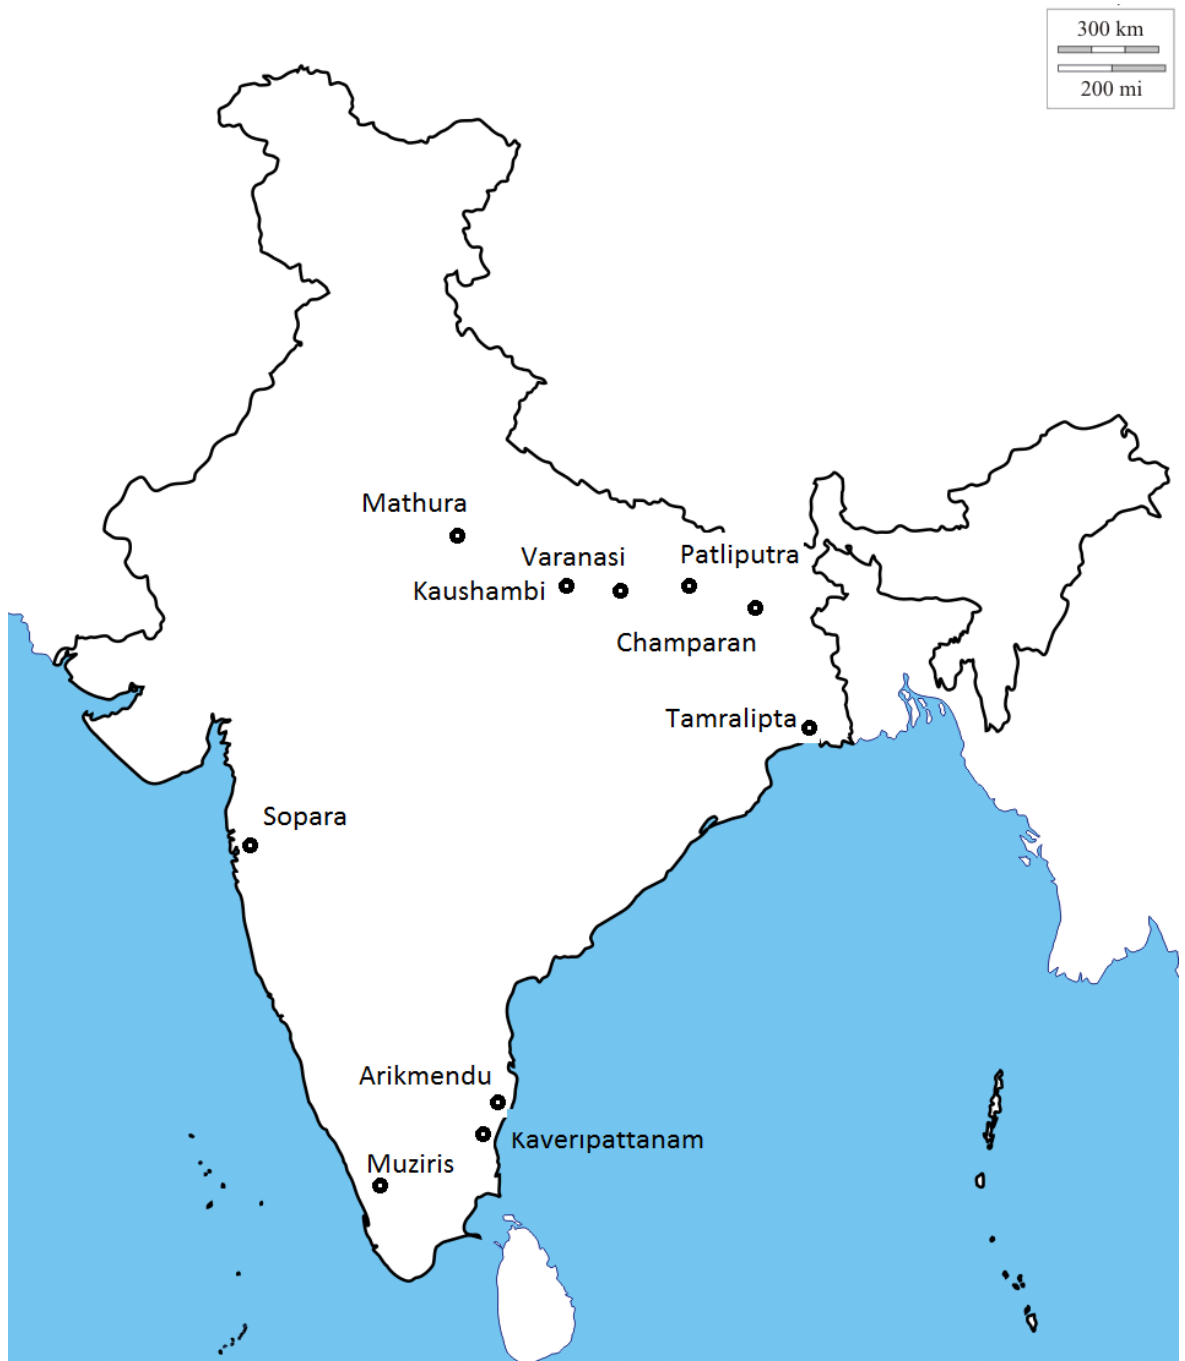 300 km
200 mi
Mathura
Varanasi
Patliputra
Kaushambi
Champaran
Tamralipta
Sopara
Arikmendu
Kaveripattanam
Muziris